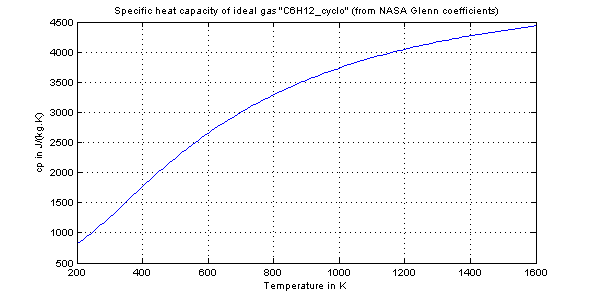 Specific heat capacity of ideal gas "C6H12_cyclo" (from NASA Glenn coefficients)
4500
4000
3500
3000
2500
2000
1500
1000
500
cp in J/(kg.K)
200 400 600 800 1000 1200 1400 1600
Temperature in K